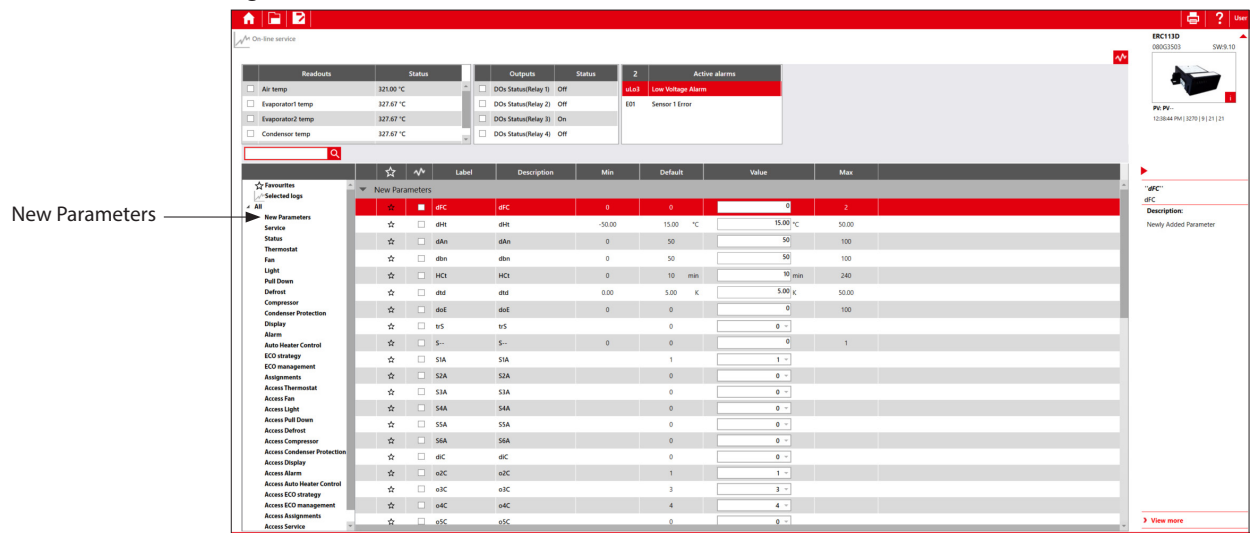 User
On-line service
ERC113D
080G3503 SW:9.10
Readouts Status
Air temp 321.00 °C
Evaporator1 temp 327.67 °C
Evaporator2 temp 327.67 °C
Condensor temp 327.67 °C
Outputs Status
DOs Status(Relay 1) Off
DOs Status(Relay 2) Off
DOs Status(Relay 3) On
DOs Status(Relay 4) Off
2 Active alarms
uLo3 Low Voltage Alarm
E01 Sensor 1 Error
i
PV: PV--
12:38:44 PM | 3270 | 9 | 21 | 21
Label Description Min Default Value Max
New Parameters
Favourites
Selected logs
All
New Parameters
Service
Status
Thermostat
Fan
Light
Pull Down
Defrost
Compressor
Condenser Protection
Display
Alarm
Auto Heater Control
ECO strategy
ECO management
Assignments
Access Thermostat
Access Fan
Access Light
Access Pull Down
Access Defrost
Access Compressor
Access Condenser Protection
Access Display
Access Alarm
Access Auto Heater Control
Access ECO strategy
Access ECO management
Access Assignments
Access Service
New Parameters
dFC dFC 0 0 0 2
dHt dHt -50.00 15.00 °C 15.00 °C 50.00
dAn dAn 0 50 50 100
dbn dbn 0 50 50 100
HCt HCt 0 10 min 10 min 240
dtd dtd 0.00 5.00 K 5.00 K 50.00
doE doE 0 0 0 100
trS trS 0 0
S-- S-- 0 0 0 1
S1A S1A 1 1
S2A S2A 0 0
S3A S3A 0 0
S4A S4A 0 0
S5A S5A 0 0
S6A S6A 0 0
diC diC 0 0
o2C o2C 1 1
o3C o3C 3 3
o4C o4C 4 4
o5C o5C 0 0
"dFC"
dFC
Description:
Newly Added Parameter
View more